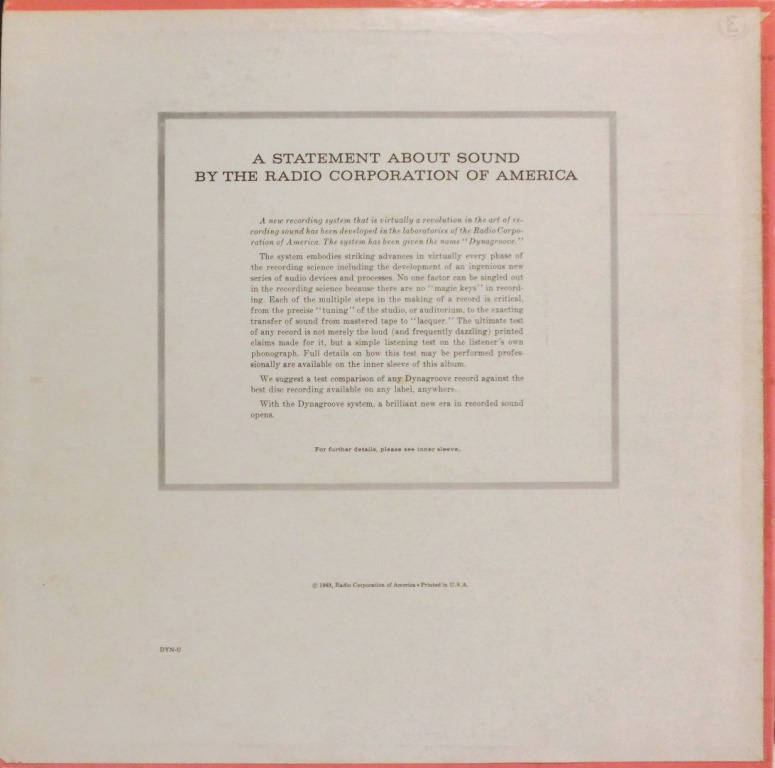 E
A STATEMENT ABOUT SOUND
BY THE RADIO CORPORATION OF AMERICA
A new recording system that is virtually a revolution in the art of re-
cording sound has been developed in the laboratories of the Radio Corpo-
ration of America. The system has been given the name "Dynagroove."
The system embodies striking advances in virtually every phase of
the recording science including the development of an ingenious new
series of audio devices and processes. No one factor can be singled out
in the recording science because there are no "magic keys" in record-
ing. Each of the multiple steps in the making of a record is critical,
from the precise "tuning" of the studio, or auditorium, to the exacting
transfer of sound from mastered tape to "lacquer." The ultimate test
of any record is not merely the loud (and frequently dazzling) printed
claims made for it, but a simple listening test on the listener's own
phonograph. Full details on how this test may be performed profes-
sionally are available on the inner sleeve of this album.
We suggest a test comparison of any Dynagroove record against the
best disc recording available on any label, anywhere.
With the Dynagroove system, a brilliant new era in recorded sound
opens.
For further details, please see inner sleeve.
© 1963, Radio Corporation of America • Printed in U.S.A.
DYN-U